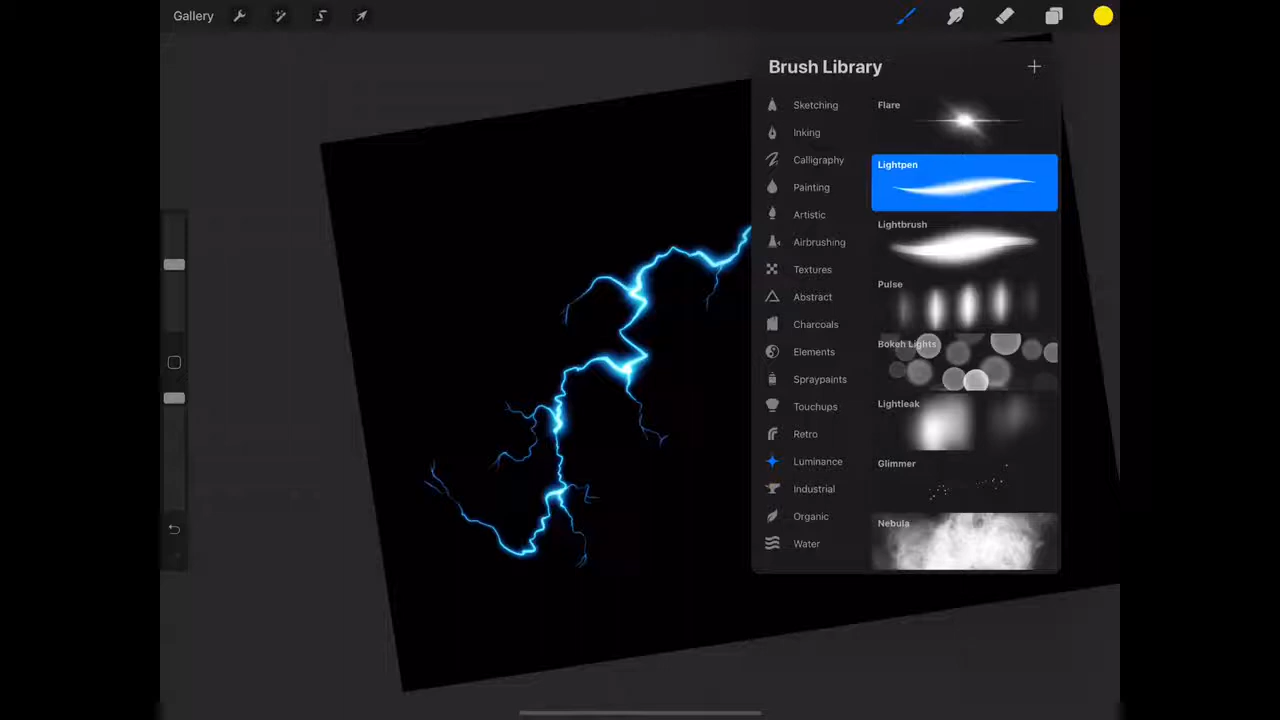 Gallery
Brush Library
Sketching
Inking
Calligraphy
Painting
Artistic
Airbrushing
Textures
Abstract
Charcoals
Elements
Spraypaints
Touchups
Retro
Luminance
Industrial
Organic
Water
Flare
Lightpen
Lightbrush
Pulse
Bokeh Lights
Lightleak
Glimmer
Nebula